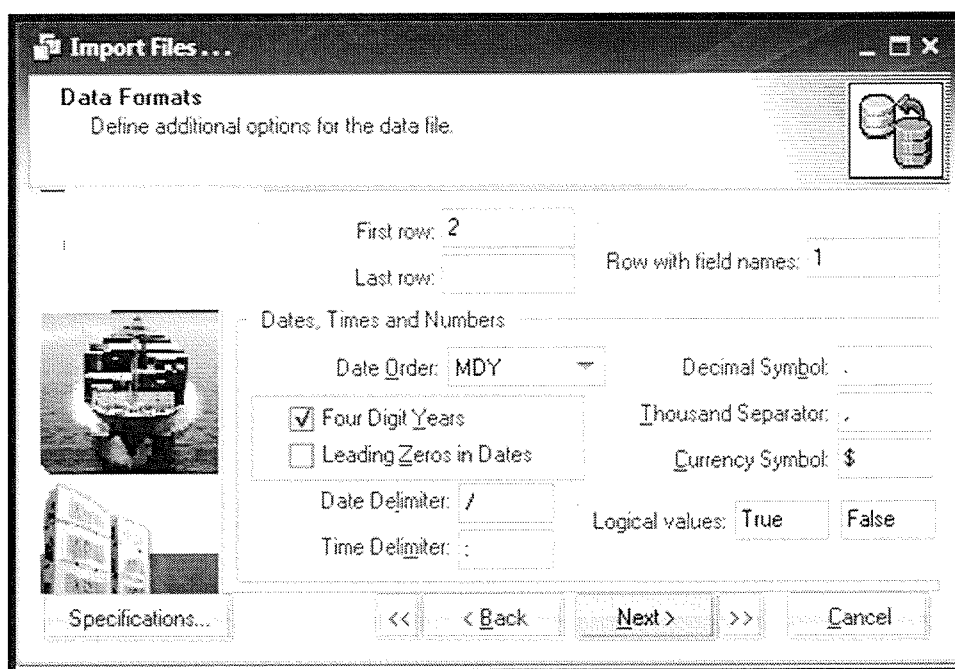 Import Files...
Data Formats
Define additional options for the data file.
First row: 2
Last row:
Row with field names: 1
Dates, Times and Numbers
Date Order: MDY
Four Digit Years
Leading Zeros in Dates
Date Delimiter: /
Time Delimiter: :
Decimal Symbol: .
Thousand Separator: ,
Currency Symbol: $
Logical values: True False
Specifications... << < Back Next > >> Cancel